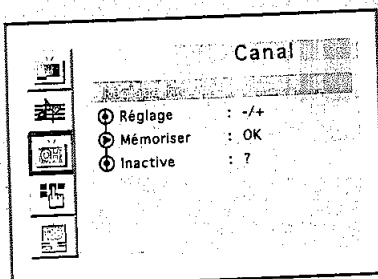 Canal
Réglage : -/+
Mémoriser : OK
Inactive : ?